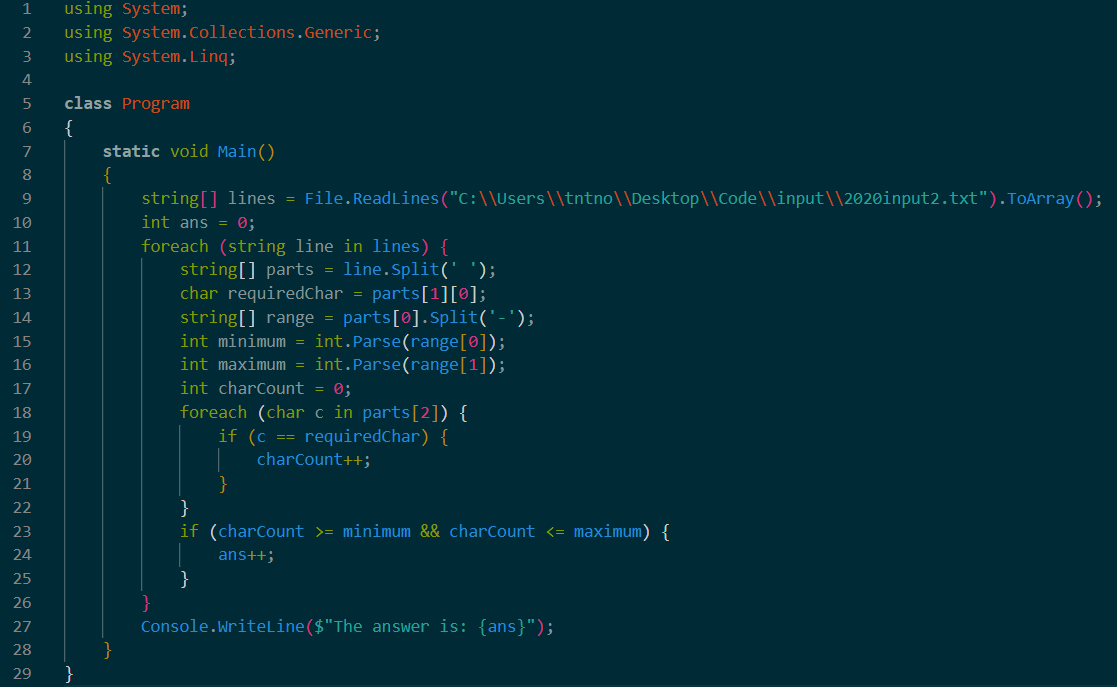 1 using System;
2 using System.Collections.Generic;
3 using System.Linq;
4
5 class Program
6 {
7     static void Main()
8     {
9         string[] lines = File.ReadLines("C:\\Users\\tntno\\Desktop\\Code\\input\\2020input2.txt").ToArray();
10         int ans = 0;
11         foreach (string line in lines) {
12             string[] parts = line.Split(' ');
13             char requiredChar = parts[1][0];
14             string[] range = parts[0].Split('-');
15             int minimum = int.Parse(range[0]);
16             int maximum = int.Parse(range[1]);
17             int charCount = 0;
18             foreach (char c in parts[2]) {
19                 if (c == requiredChar) {
20                     charCount++;
21                 }
22             }
23             if (charCount >= minimum && charCount <= maximum) {
24                 ans++;
25             }
26         }
27         Console.WriteLine($"The answer is: {ans}");
28     }
29 }